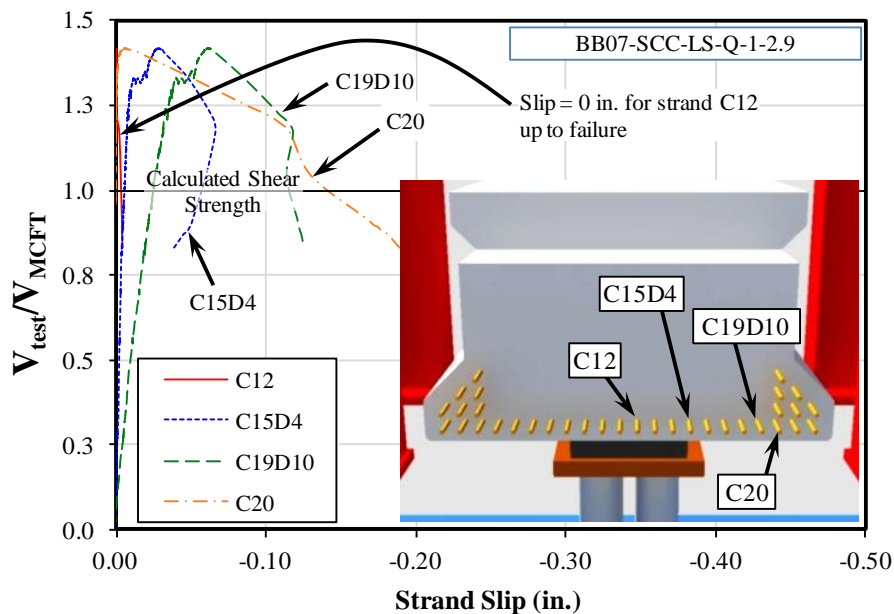 BB07-SCC-LS-Q-1-2.9
1.5
1.3
1.0
0.8
0.5
0.3
0.0
V_test/V_MCFT
C19D10
C20
Slip = 0 in. for strand C12
up to failure
Calculated Shear
Strength
C15D4
C12
C15D4
C19D10
C20
C15D4
C19D10
C12
C20
0.00
-0.10
-0.20
-0.30
-0.40
-0.50
Strand Slip (in.)